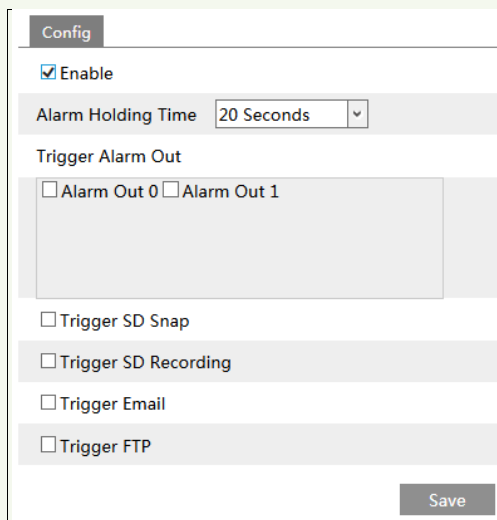 Config
Enable
Alarm Holding Time 20 Seconds
Trigger Alarm Out
Alarm Out 0 Alarm Out 1
Trigger SD Snap
Trigger SD Recording
Trigger Email
Trigger FTP
Save